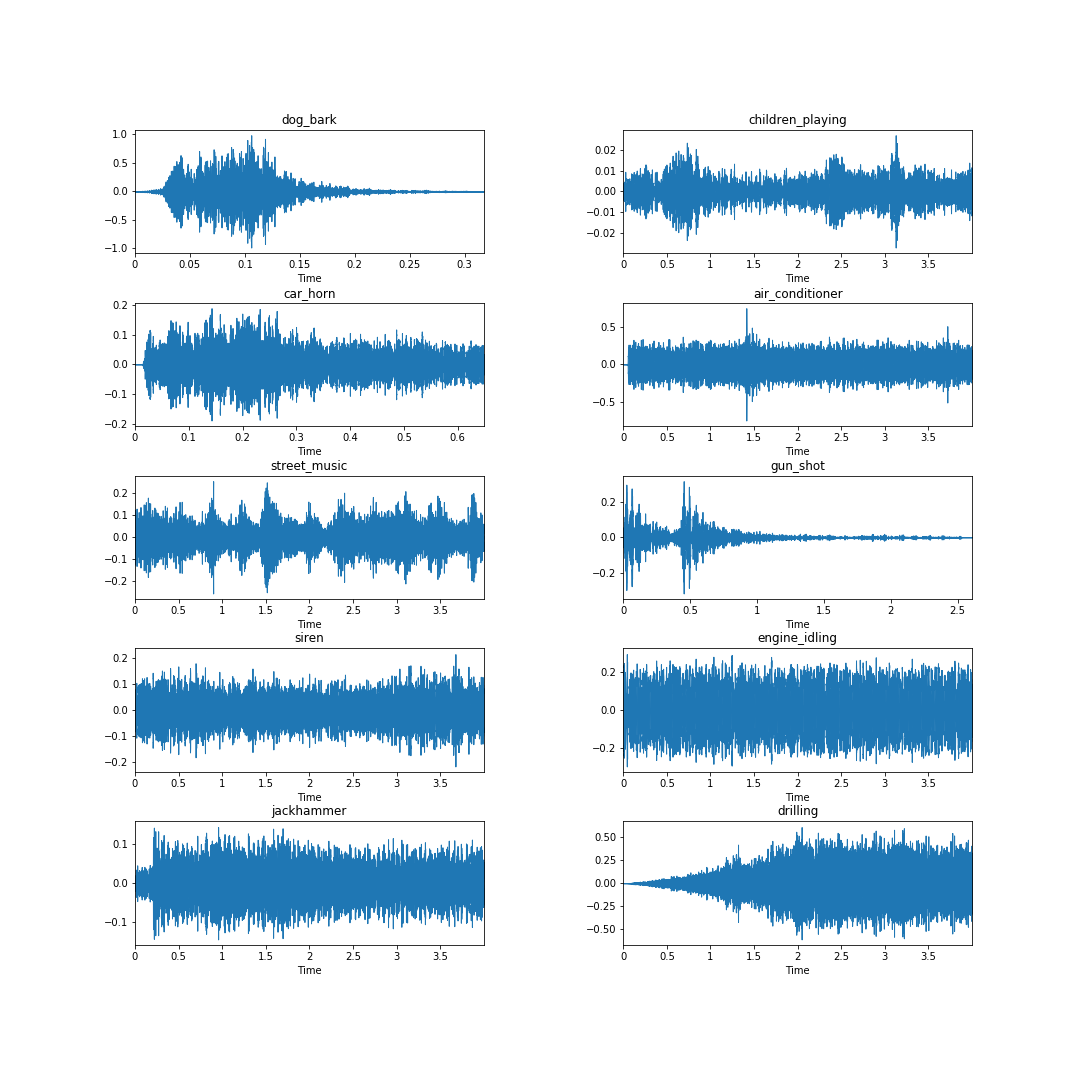 dog_bark
1.0
0.5
0.0
−0.5
−1.0
0 0.05 0.1 0.15 0.2 0.25 0.3
Time
children_playing
0.02
0.01
0.00
−0.01
−0.02
0 0.5 1 1.5 2 2.5 3 3.5
Time
car_horn
0.2
0.1
0.0
−0.1
−0.2
0 0.1 0.2 0.3 0.4 0.5 0.6
Time
air_conditioner
0.5
0.0
−0.5
0 0.5 1 1.5 2 2.5 3 3.5
Time
street_music
0.2
0.1
0.0
−0.1
−0.2
0 0.5 1 1.5 2 2.5 3 3.5
Time
gun_shot
0.2
0.0
−0.2
0 0.5 1 1.5 2 2.5
Time
siren
0.2
0.1
0.0
−0.1
−0.2
0 0.5 1 1.5 2 2.5 3 3.5
Time
engine_idling
0.2
0.0
−0.2
0 0.5 1 1.5 2 2.5 3 3.5
Time
jackhammer
0.1
0.0
−0.1
0 0.5 1 1.5 2 2.5 3 3.5
Time
drilling
0.50
0.25
0.00
−0.25
−0.50
0 0.5 1 1.5 2 2.5 3 3.5
Time